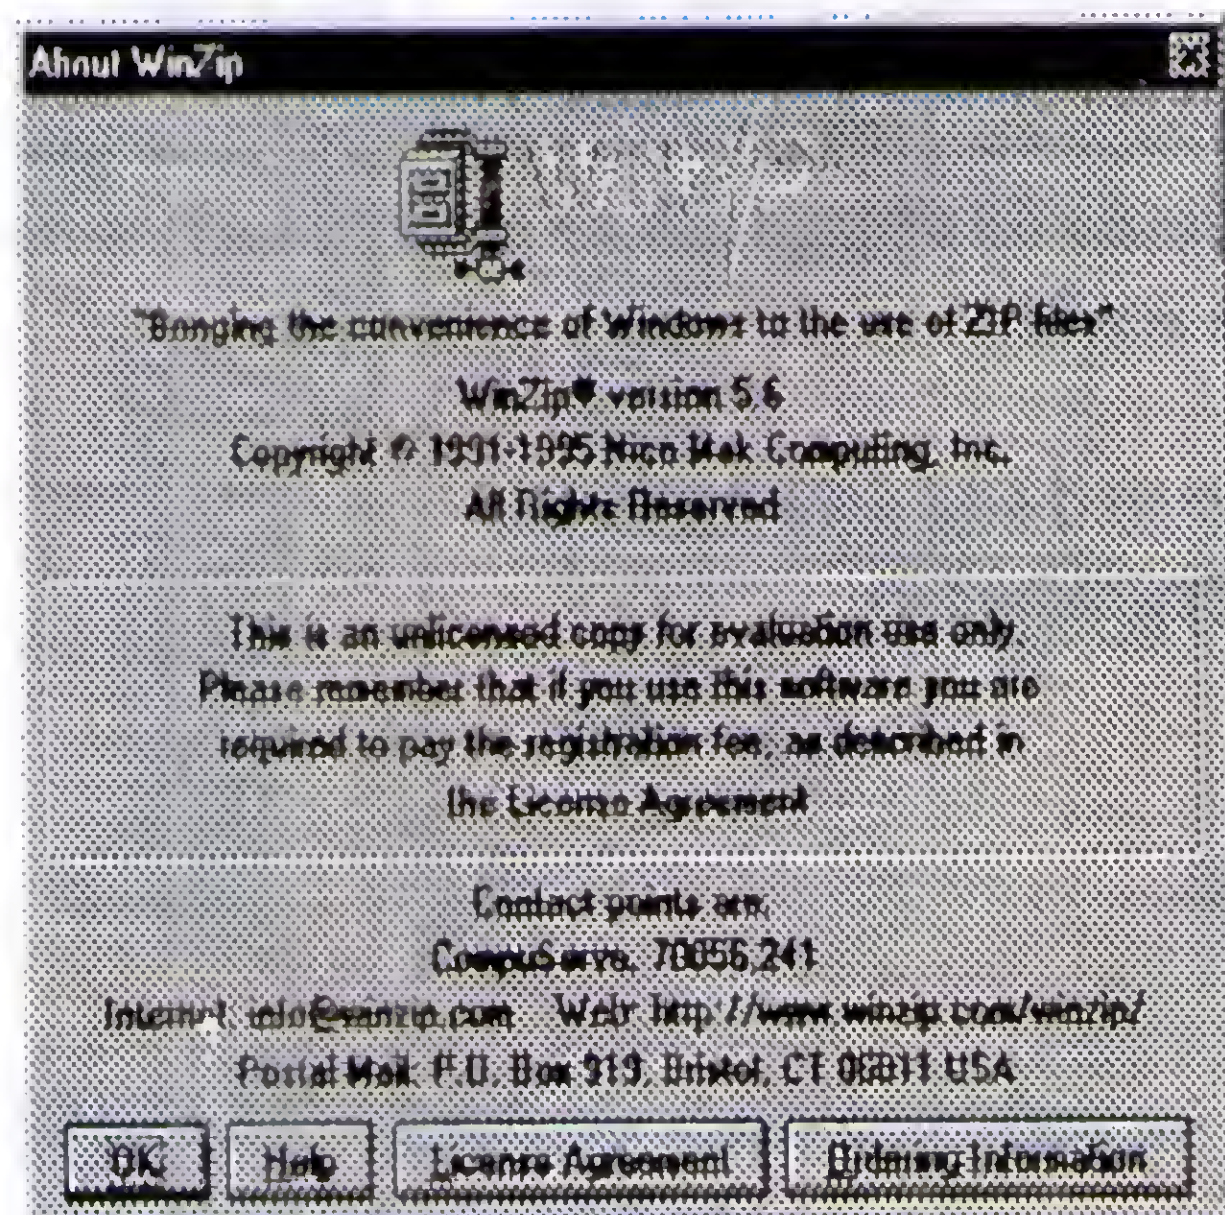 About WinZip
"Bringing the convenience of Windows to the use of ZIP files"
WinZip® version 5.6
Copyright © 1991-1995 Nico Mak Computing, Inc.
All Rights Reserved
This is an unlicensed copy for evaluation use only.
Please remember that if you use this software you are
required to pay the registration fee, as described in
the License Agreement
Contact points are:
CompuServe: 70056,241
Internet: info@winzip.com Web: http://www.winzip.com/winzip/
Postal Mail: P.O. Box 919, Bristol, CT 06011 USA
OK
Help
License Agreement
Ordering Information